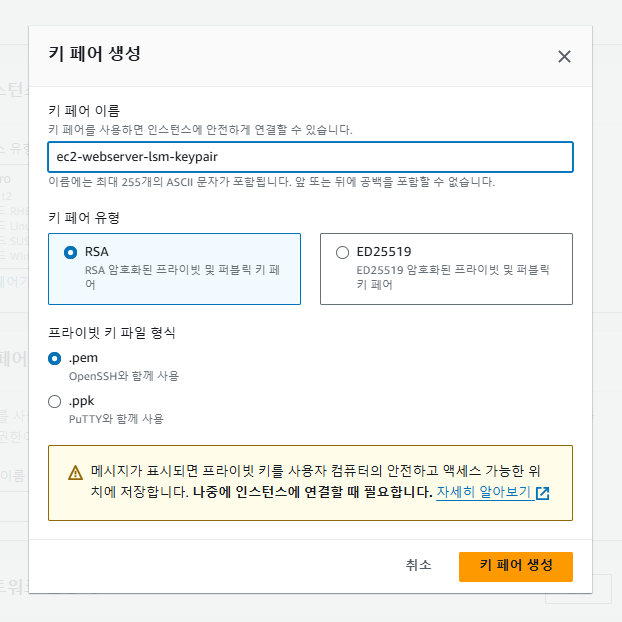 키 페어 생성
키 페어 이름
키 페어를 사용하면 인스턴스에 안전하게 연결할 수 있습니다.
ec2-webserver-lsm-keypair
이름에는 최대 255개의 ASCII 문자가 포함됩니다. 앞 또는 뒤에 공백을 포함할 수 없습니다.
키 페어 유형
RSA
RSA 암호화된 프라이빗 및 퍼블릭 키 페
어
ED25519
ED25519 암호화된 프라이빗 및 퍼블릭
키 페어
프라이빗 키 파일 형식
.pem
OpenSSH와 함께 사용
.ppk
PuTTY와 함께 사용
메시지가 표시되면 프라이빗 키를 사용자 컴퓨터의 안전하고 액세스 가능한 위
치에 저장합니다. 나중에 인스턴스에 연결할 때 필요합니다. 자세히 알아보기
취소
키 페어 생성